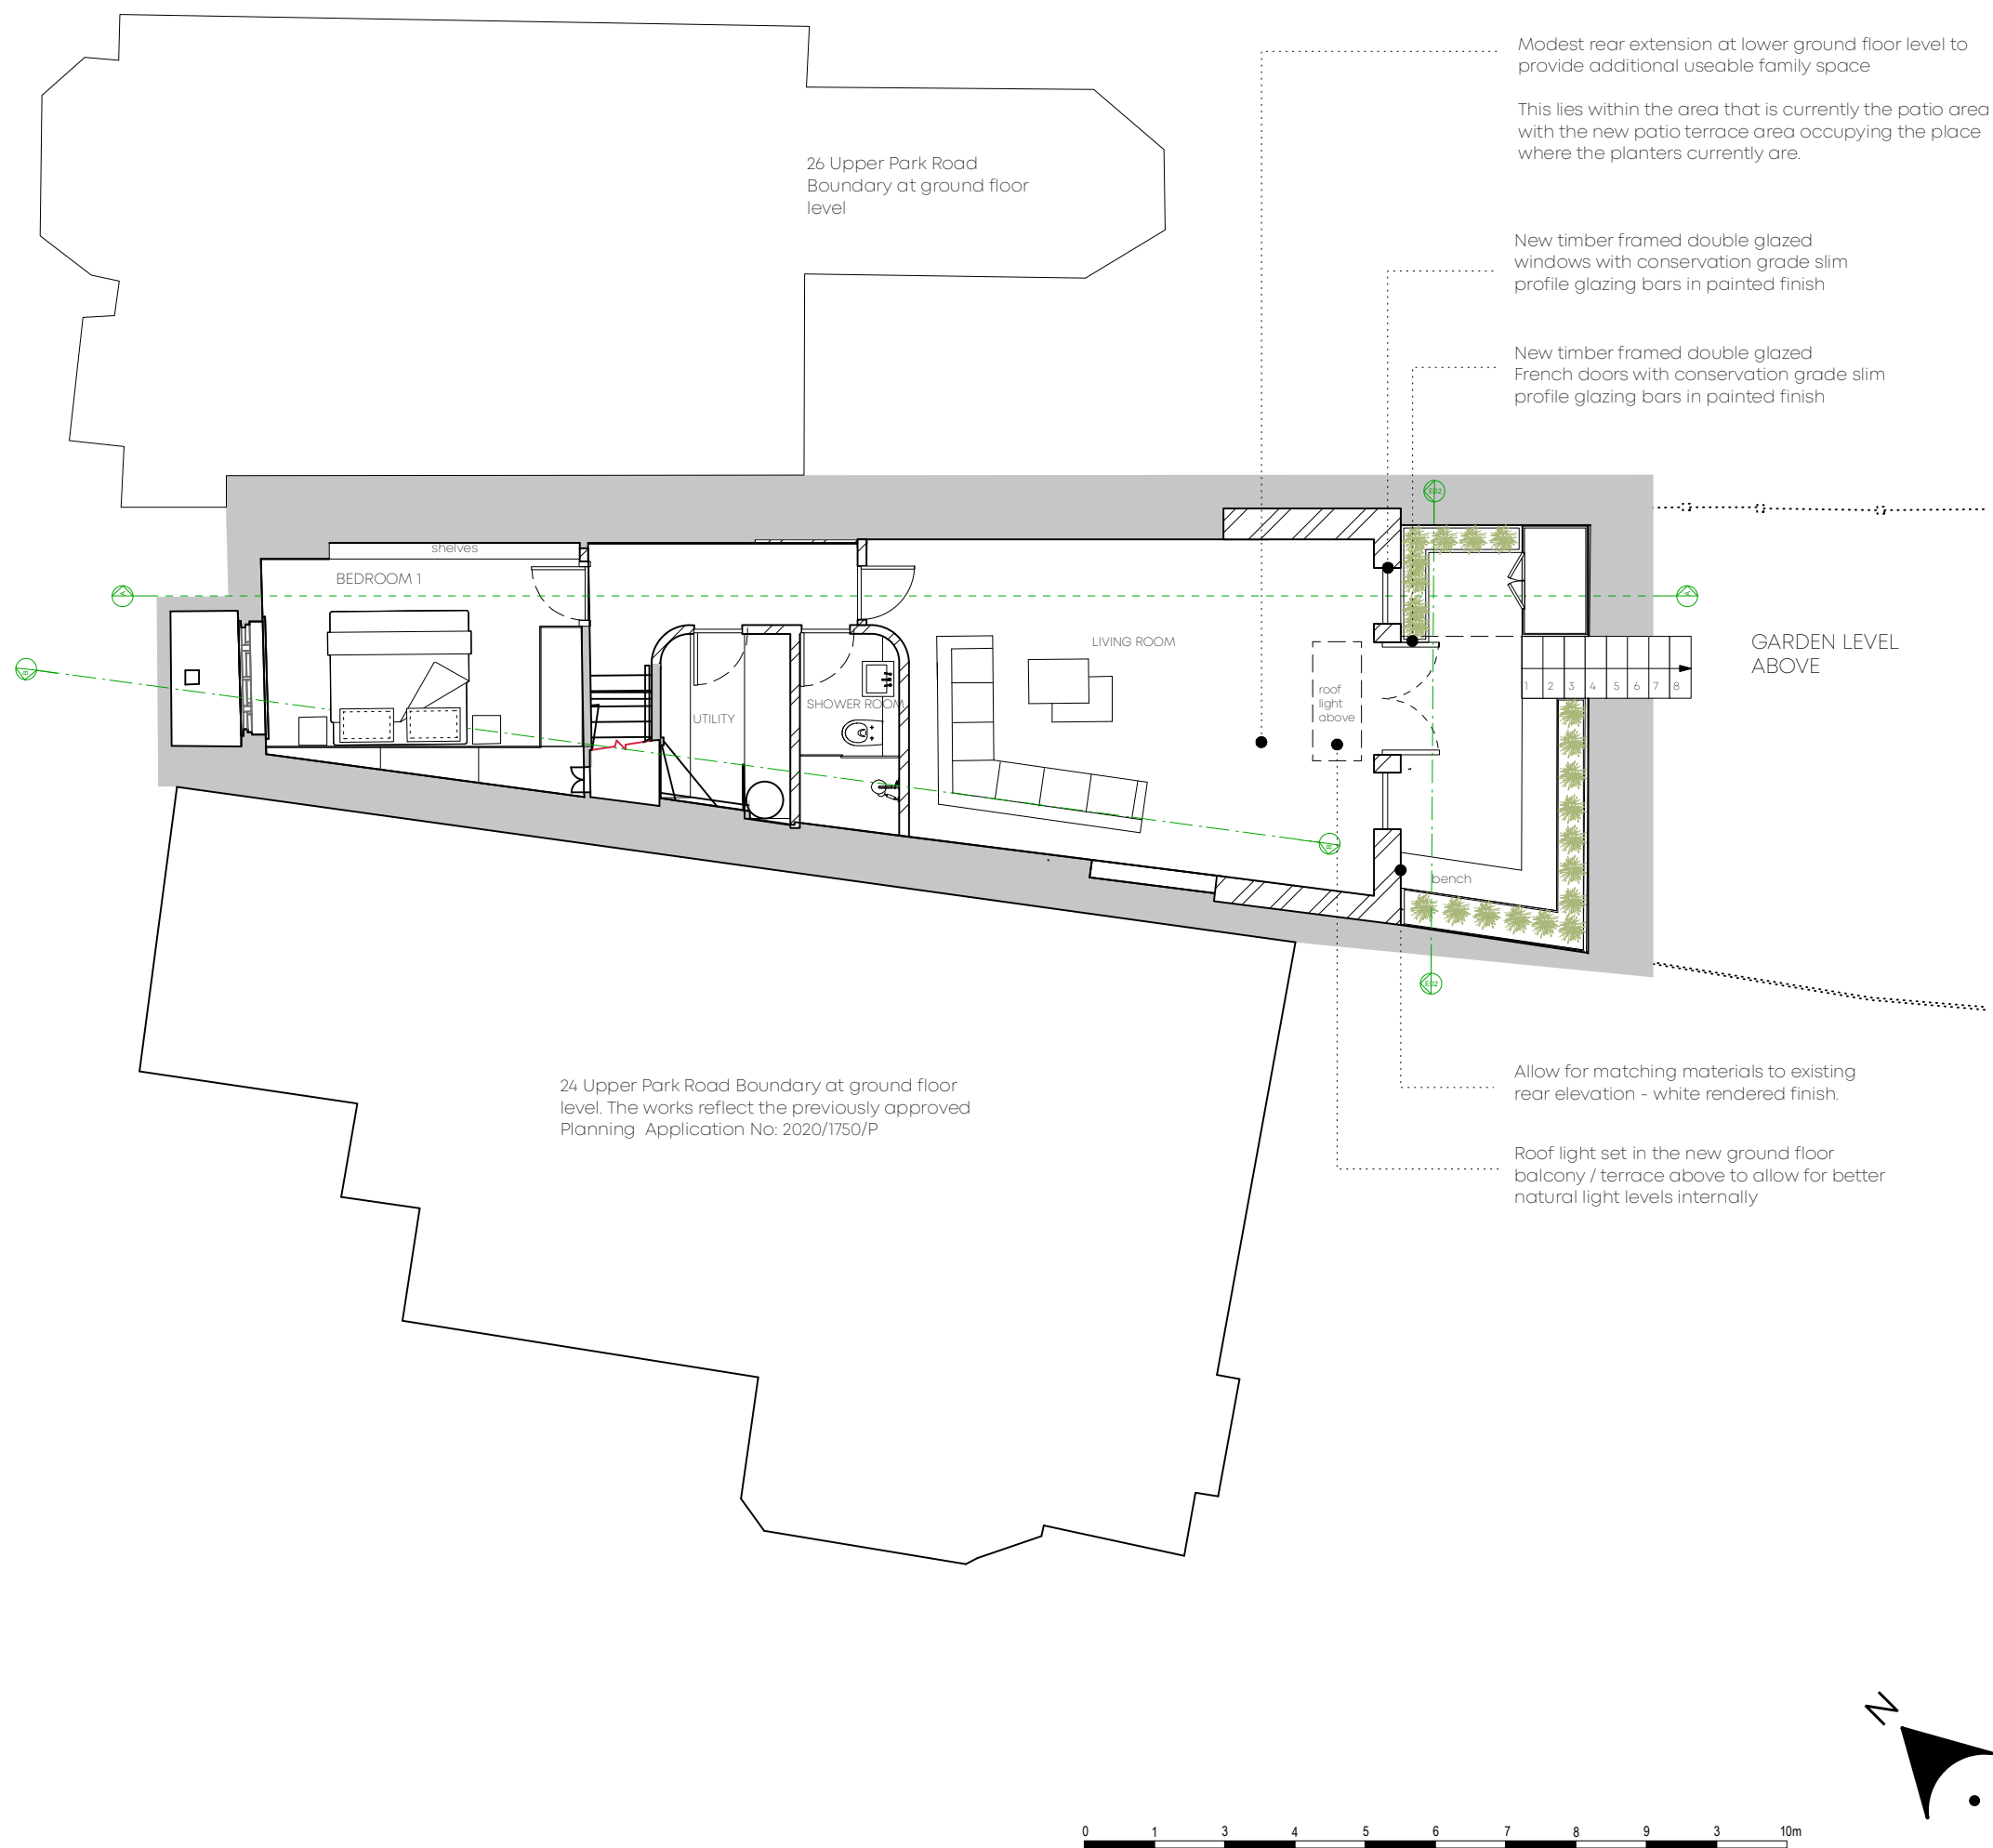 Modest rear extension at lower ground floor level to
provide additional useable family space
This lies within the area that is currently the patio area
with the new patio terrace area occupying the place
where the planters currently are.
26 Upper Park Road
Boundary at ground floor
level
New timber framed double glazed
windows with conservation grade slim
profile glazing bars in painted finish
New timber framed double glazed
French doors with conservation grade slim
profile glazing bars in painted finish
E02
shelves
BEDROOM 1
A
A
LIVING ROOM
GARDEN LEVEL
ABOVE
B
roof
light
above
1 2 3 4 5 6 7 8
SHOWER ROOM
UTILITY
B
bench
E02
24 Upper Park Road Boundary at ground floor
level. The works reflect the previously approved
Planning Application No: 2020/1750/P
Allow for matching materials to existing
rear elevation - white rendered finish.
Roof light set in the new ground floor
balcony / terrace above to allow for better
natural light levels internally
N
0 1 3 4 5 6 7 8 9 3 10m